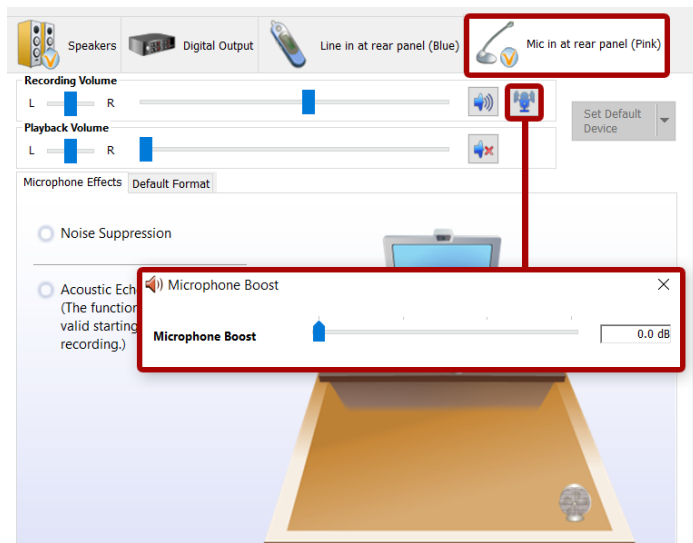 Speakers
Digital Output
Line in at rear panel (Blue)
Mic in at rear panel (Pink)
Recording Volume
L R
Set Default
Device
Playback Volume
L R
Microphone Effects
Default Format
Noise Suppression
Acoustic Ech
(The function
valid starting
recording.)
Microphone Boost
Microphone Boost
0.0 dB